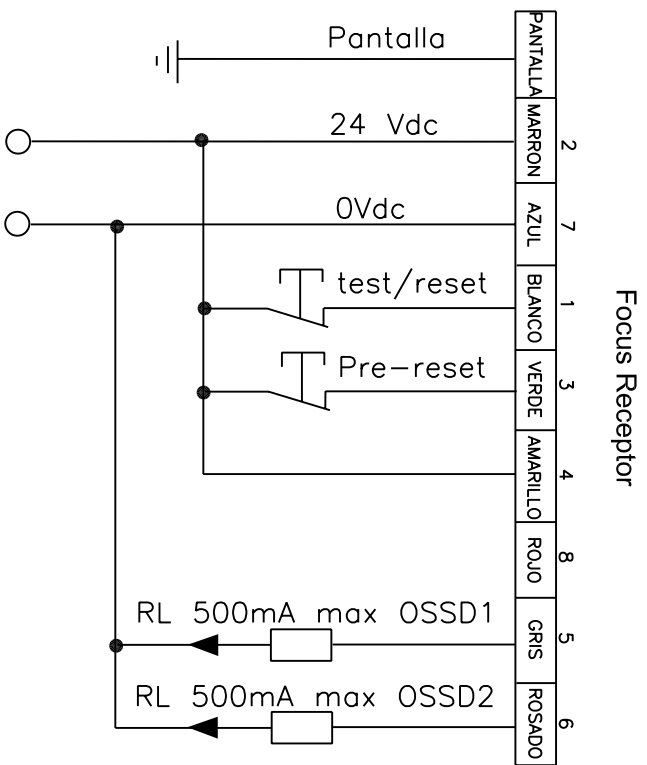 Pantalla
PANTALLA
24 Vdc
MARRON
2
0Vdc
AZUL
7
test/reset
BLANCO
1
Pre-reset
VERDE
3
AMARILLO
4
ROJO
8
RL 500mA max OSSD1
GRIS
5
RL 500mA max OSSD2
ROSADO
6
Focus Receptor